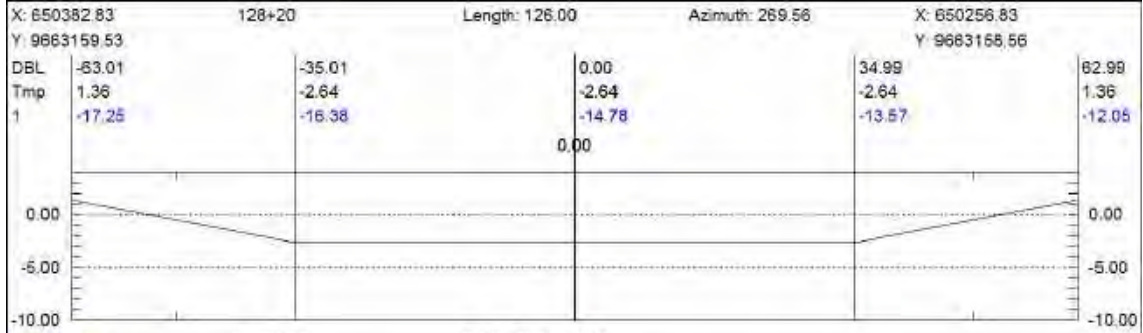 X: 650382.83 128+20 Length: 126.00 Azimuth: 269.56 X: 650256.83
Y: 9663159.53 Y: 9663158.56
DBL -63.01 -35.01 0.00 34.99 62.99
Tmp 1.36 -2.64 -2.64 -2.64 1.36
1 -17.25 -16.38 -14.78 -13.57 -12.05
0.00
0.00 0.00
-5.00 -5.00
-10.00 -10.00